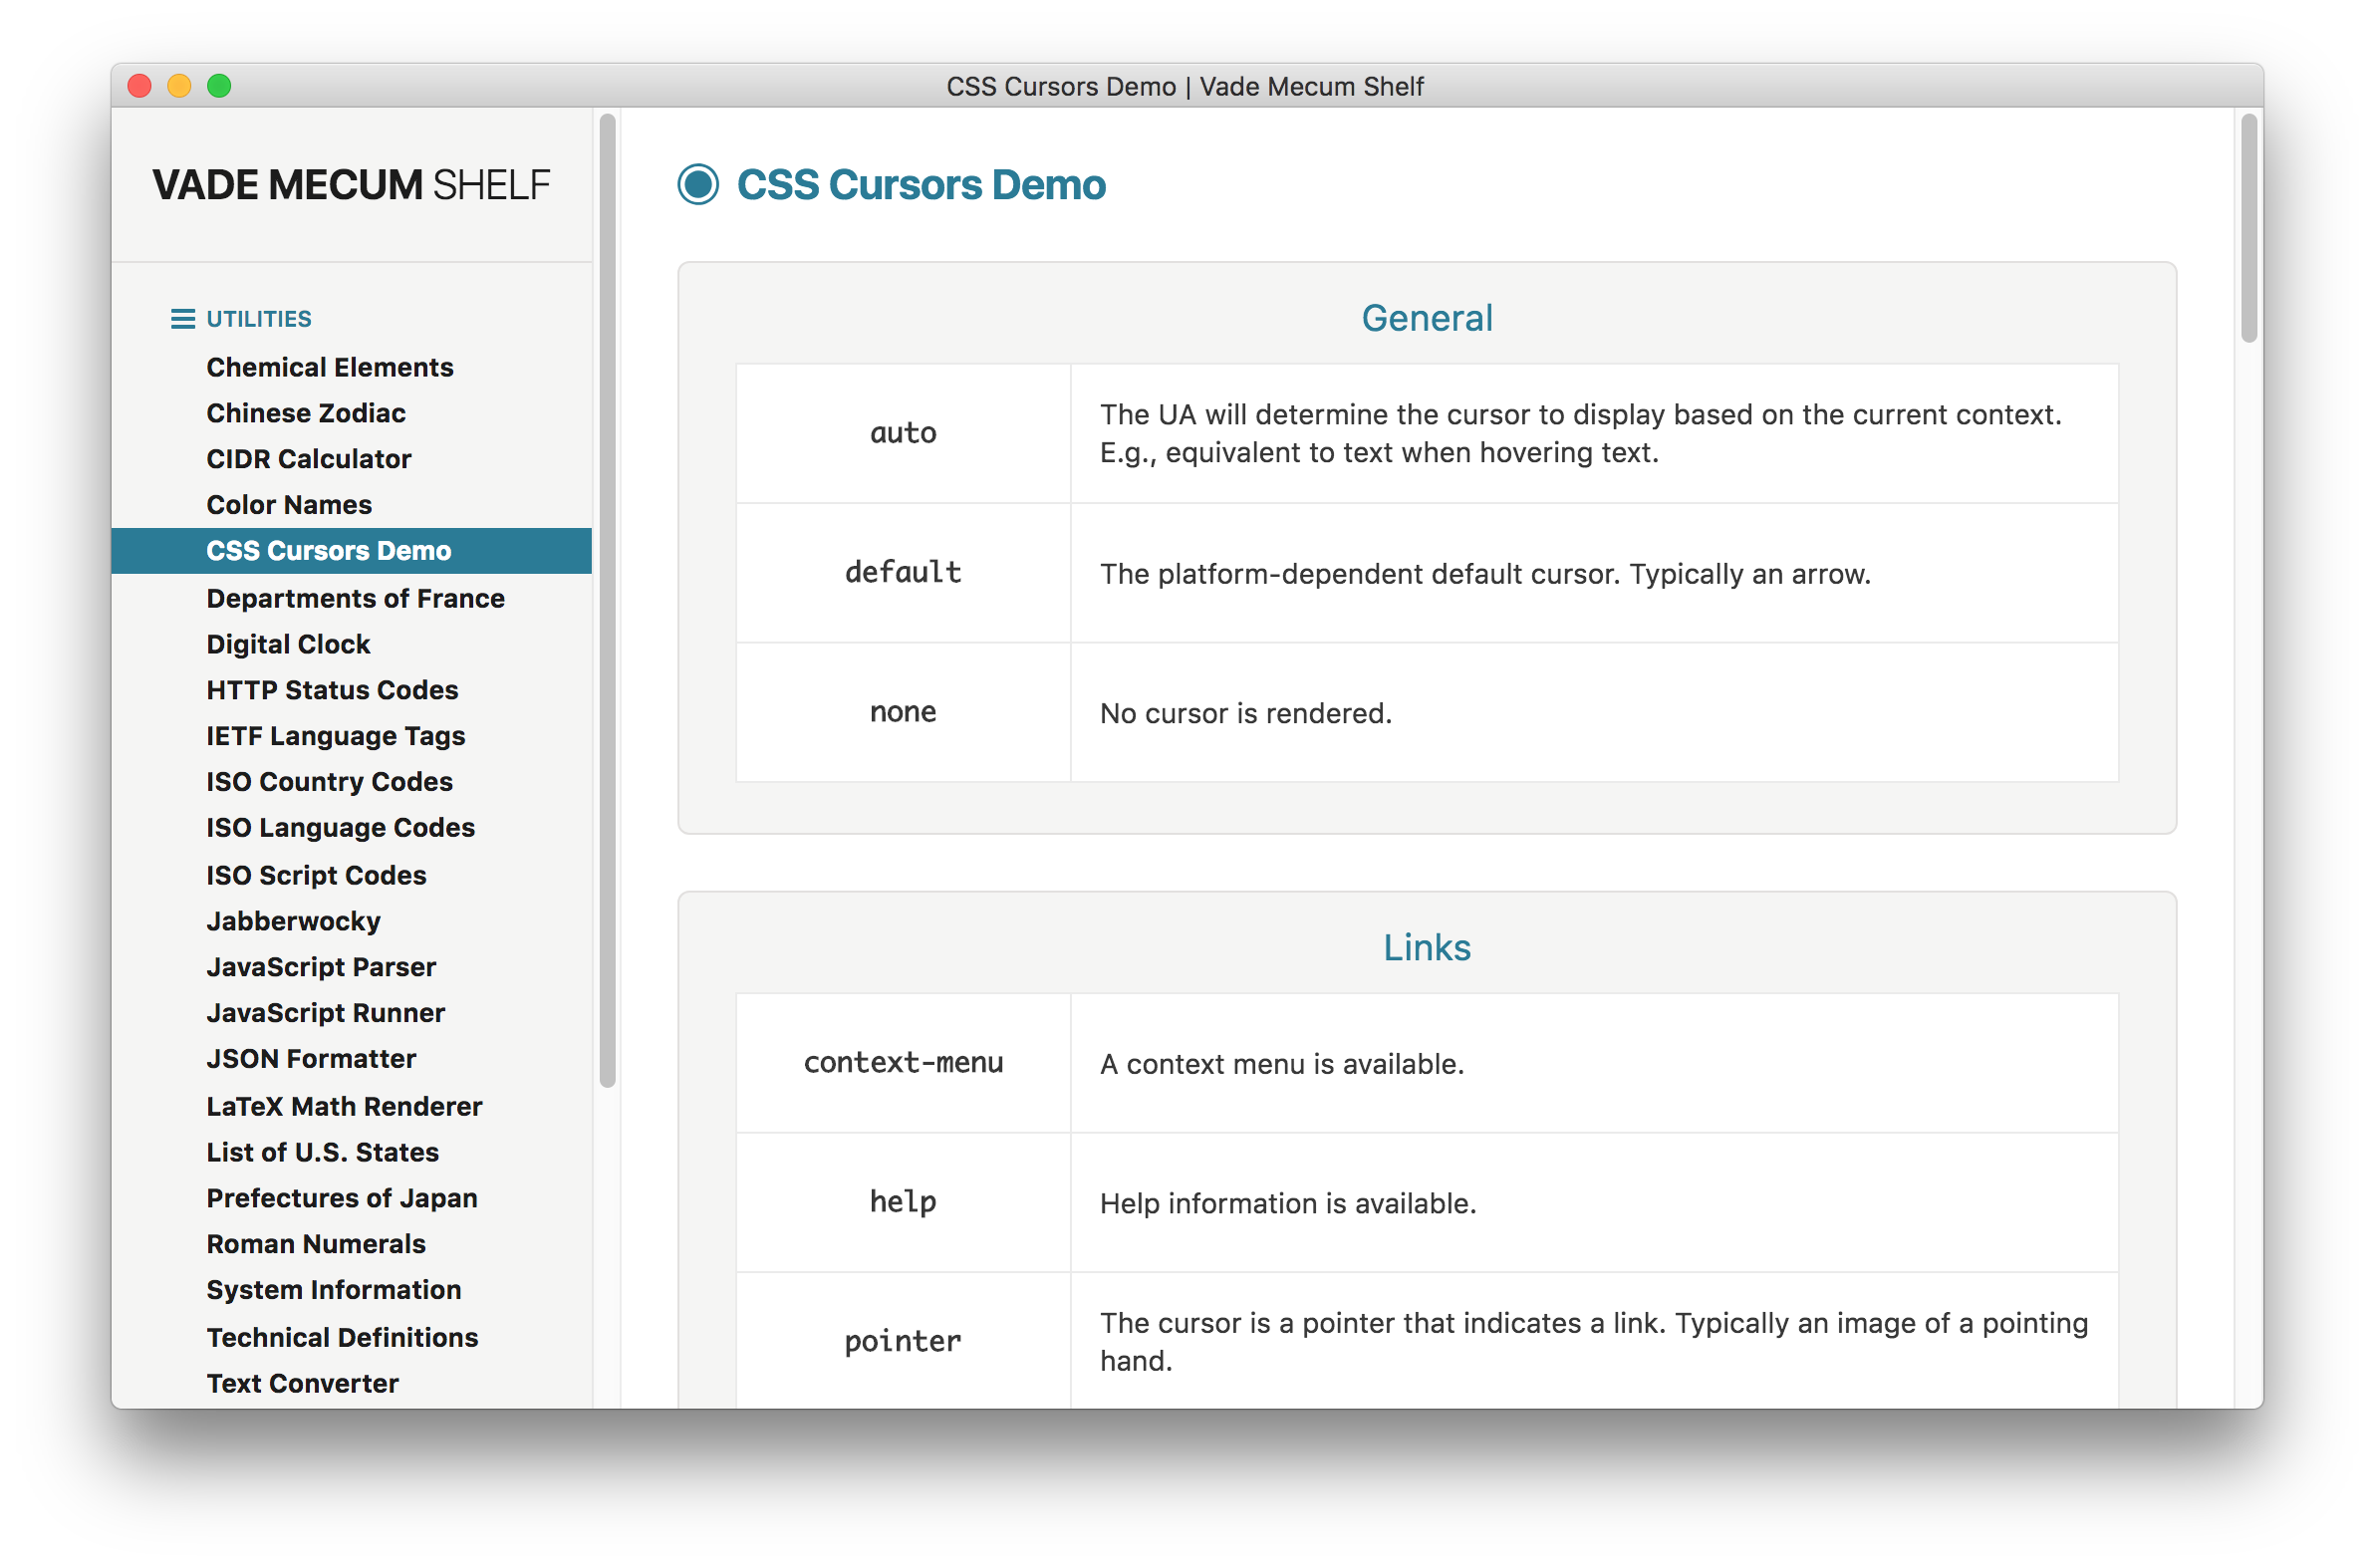 CSS Cursors Demo | Vade Mecum Shelf
VADE MECUM SHELF
UTILITIES
Chemical Elements
Chinese Zodiac
CIDR Calculator
Color Names
CSS Cursors Demo
Departments of France
Digital Clock
HTTP Status Codes
IETF Language Tags
ISO Country Codes
ISO Language Codes
ISO Script Codes
Jabberwocky
JavaScript Parser
JavaScript Runner
JSON Formatter
LaTeX Math Renderer
List of U.S. States
Prefectures of Japan
Roman Numerals
System Information
Technical Definitions
Text Converter
CSS Cursors Demo
General
auto
The UA will determine the cursor to display based on the current context.
E.g., equivalent to text when hovering text.
default
The platform-dependent default cursor. Typically an arrow.
none
No cursor is rendered.
Links
context-menu
A context menu is available.
help
Help information is available.
pointer
The cursor is a pointer that indicates a link. Typically an image of a pointing
hand.